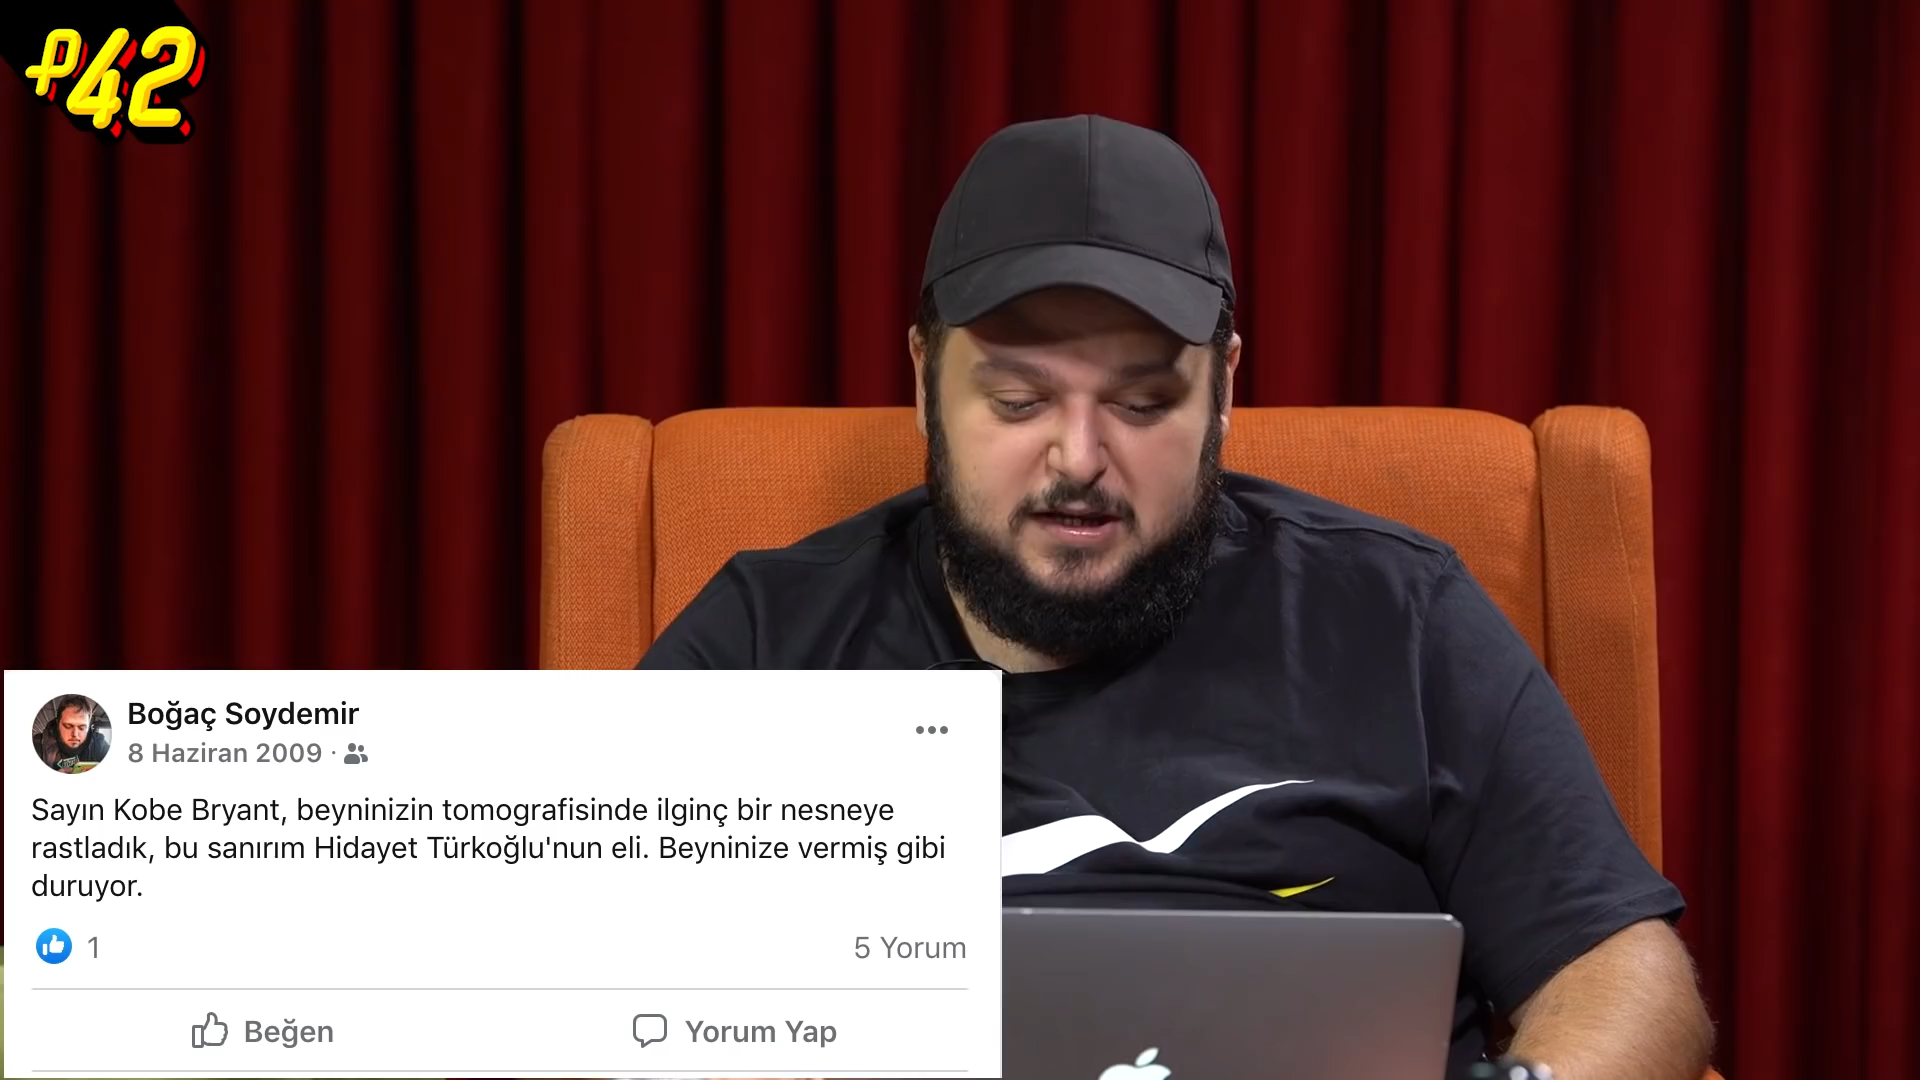 P42
Boğaç Soydemir
8 Haziran 2009
Sayın Kobe Bryant, beyninizin tomografisinde ilginç bir nesneye
rastladık, bu sanırım Hidayet Türkoğlu'nun eli. Beyninize vermiş gibi
duruyor.
1
5 Yorum
Beğen
Yorum Yap